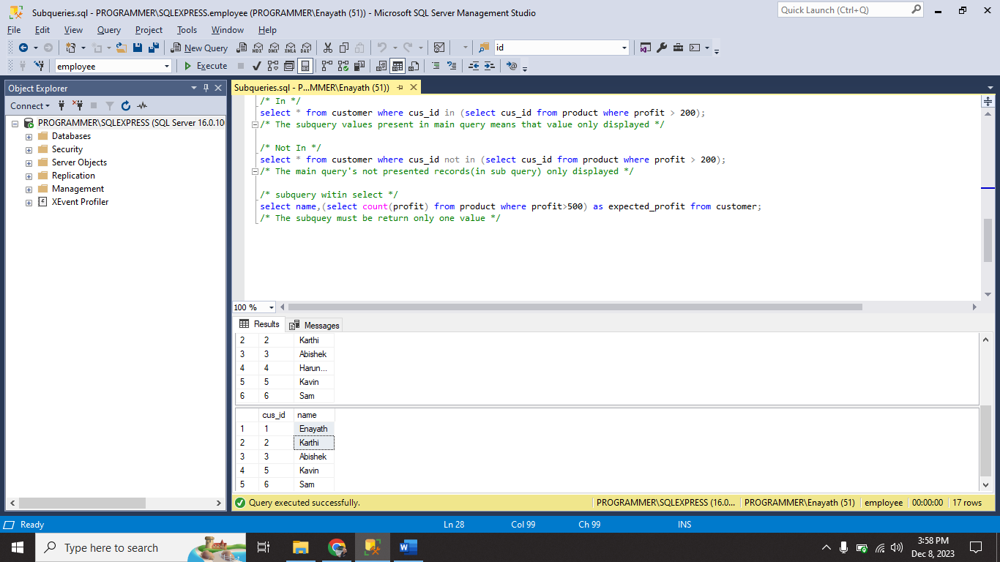 Subqueries.sql - PROGRAMMER\SQLEXPRESS.employee (PROGRAMMER\Enayath (51)) - Microsoft SQL Server Management Studio
Quick Launch (Ctrl+Q)
File Edit View Query Project Tools Window Help
New Query MDX DMX XMLA DAX id
employee Execute
Object Explorer
Connect
PROGRAMMER\SQLEXPRESS (SQL Server 16.0.10
Databases
Security
Server Objects
Replication
Management
XEvent Profiler
Subqueries.sql - P...MMER\Enayath (51))
/* In */
select * from customer where cus_id in (select cus_id from product where profit > 200);
/* The subquery values present in main query means that value only displayed */
/* Not In */
select * from customer where cus_id not in (select cus_id from product where profit > 200);
/* The main query's not presented records(in sub query) only displayed */
/* subquery witin select */
select name,(select count(profit) from product where profit>500) as expected_profit from customer;
/* The subquey must be return only one value */
100 %
Results Messages
2 2 Karthi
3 3 Abishek
4 4 Harun...
5 5 Kavin
6 6 Sam
cus_id name
1 1 Enayath
2 2 Karthi
3 3 Abishek
4 5 Kavin
5 6 Sam
Query executed successfully. PROGRAMMER\SQLEXPRESS (16.0... PROGRAMMER\Enayath (51) employee 00:00:00 17 rows
Ready Ln 28 Col 99 Ch 99 INS
Type here to search
3:58 PM
Dec 8, 2023